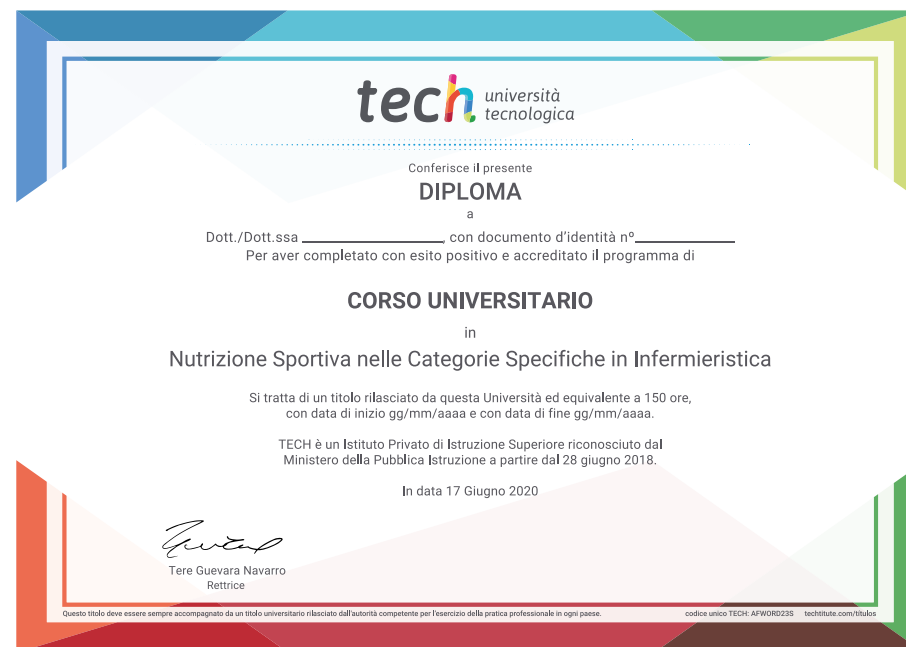 tech università
tecnologica
Conferisce il presente
DIPLOMA
a
Dott./Dott.ssa ____________________, con documento d'identità nº______________
Per aver completato con esito positivo e accreditato il programma di
CORSO UNIVERSITARIO
in
Nutrizione Sportiva nelle Categorie Specifiche in Infermieristica
Si tratta di un titolo rilasciato da questa Università ed equivalente a 150 ore,
con data di inizio gg/mm/aaaa e con data di fine gg/mm/aaaa.
TECH è un Istituto Privato di Istruzione Superiore riconosciuto dal
Ministero della Pubblica Istruzione a partire dal 28 giugno 2018.
In data 17 Giugno 2020
Tere Guevara Navarro
Rettrice
Questo titolo deve essere sempre accompagnato da un titolo universitario rilasciato dall'autorità competente per l'esercizio della pratica professionale in ogni paese. codice unico TECH: AFWORD23S techtitute.com/titulos